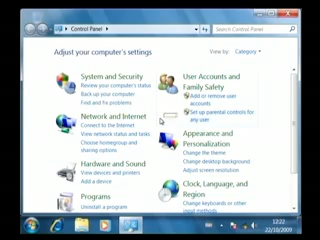 Control Panel
Search Control Panel
Adjust your computer's settings
View by: Category
System and Security
Review your computer's status
Back up your computer
Find and fix problems
Network and Internet
Connect to the Internet
View network status and tasks
Choose homegroup and
sharing options
Hardware and Sound
View devices and printers
Add a device
Programs
Uninstall a program
User Accounts and
Family Safety
Add or remove user
accounts
Set up parental controls for
any user
Appearance and
Personalization
Change the theme
Change desktop background
Adjust screen resolution
Clock, Language, and
Region
Change keyboards or other
input methods
12:22
22/10/2009